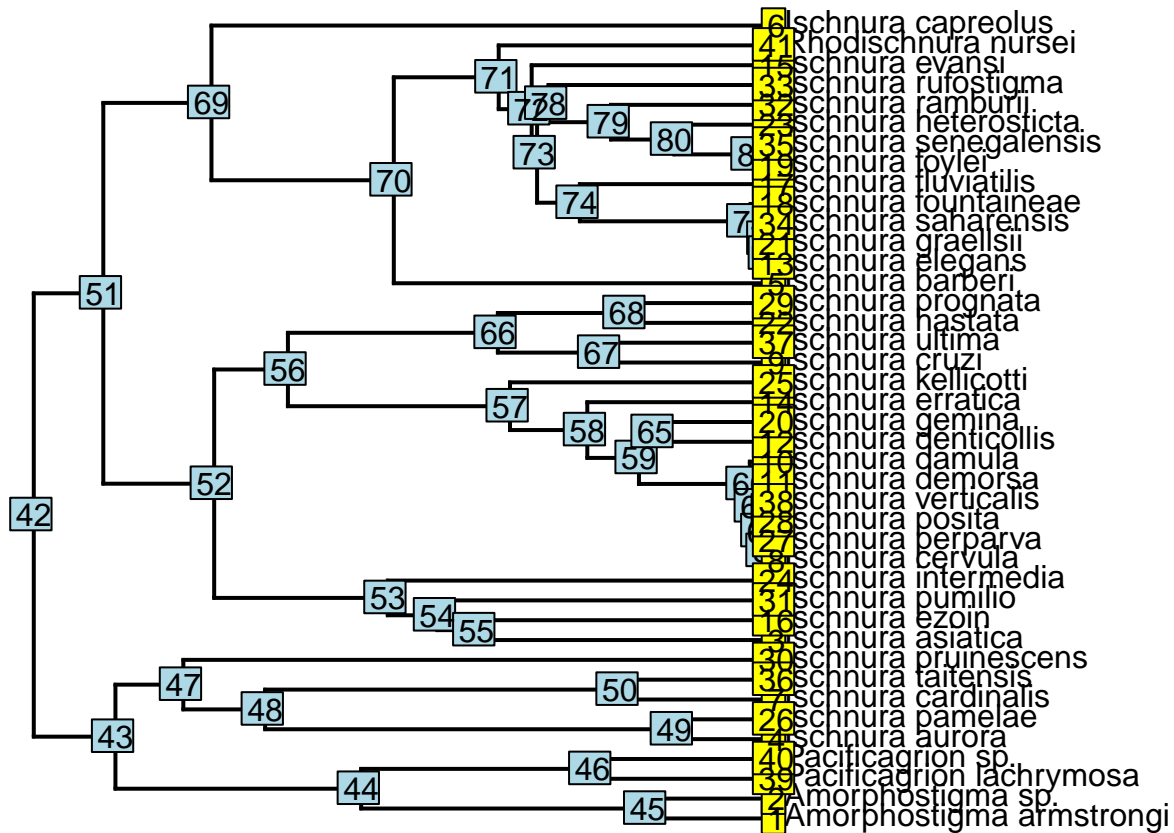 6 Ischnura capreolus
41 Rhodischnura nursei
15 Ischnura evansi
71
33 Ischnura rufostigma
69
72 78
32 Ischnura ramburii
79
23 Ischnura heterosticta
80
35 Ischnura senegalensis
73
19 Ischnura foylei
70
17 Ischnura fluviatilis
74
18 Ischnura fountaineae
34 Ischnura saharensis
21 Ischnura graellsii
13 Ischnura elegans
5 Ischnura barberi
51
29 Ischnura prognata
68
22 Ischnura hastata
66
37 Ischnura ultima
67
9 Ischnura cruzi
56
25 Ischnura kellicotti
57
14 Ischnura erratica
20 Ischnura gemina
58 65
12 Ischnura denticollis
59
10 Ischnura damula
52
11 Ischnura demorsa
38 Ischnura verticalis
42
28 Ischnura posita
27 Ischnura berparva
8 Ischnura cervula
24 Ischnura intermedia
53
31 Ischnura pumilio
54
16 Ischnura ezoin
55
3 Ischnura asiatica
30 Ischnura pruinescens
47
36 Ischnura taitensis
50
7 Ischnura cardinalis
48
26 Ischnura pamelae
49
43
4 Ischnura aurora
40 Pacificagrion sp.
46
39 Pacificagrion lachrymosa
44
2 Amorphostigma sp.
45
1 Amorphostigma armstrongi